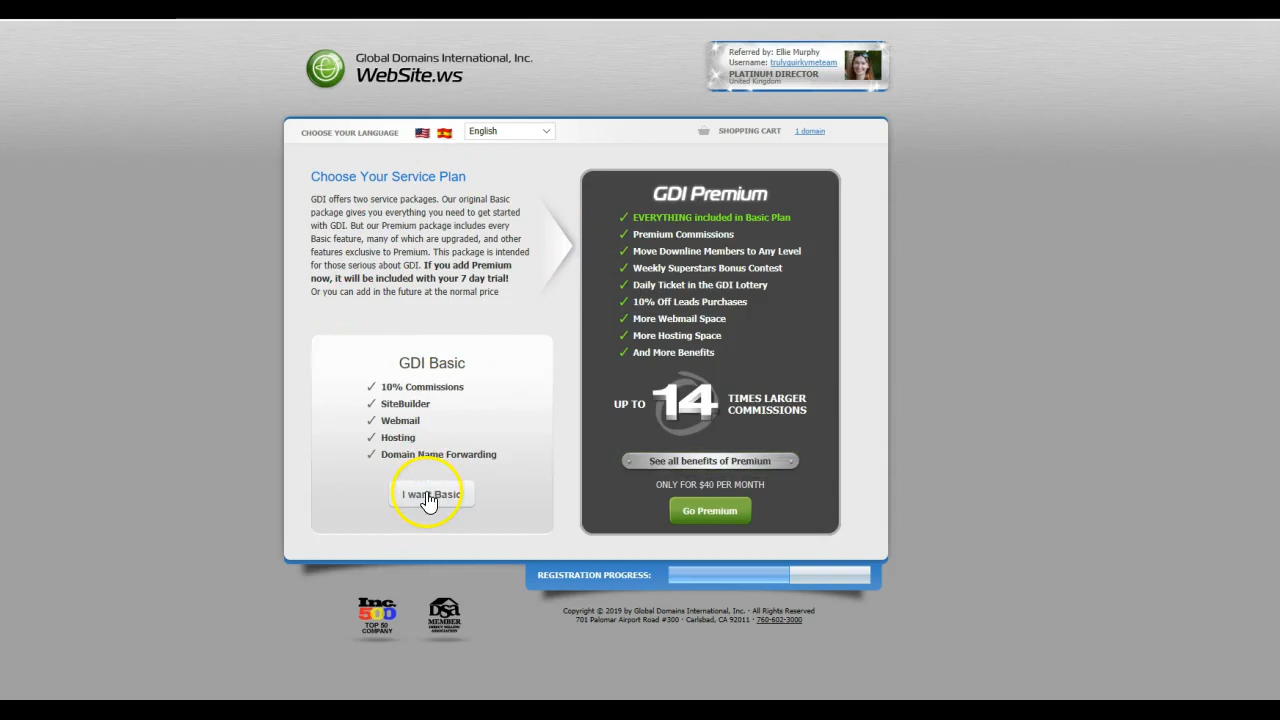 Global Domains International, Inc.
WebSite.ws
Referred by: Ellie Murphy
Username: trulyquirkymeteam
PLATINUM DIRECTOR
United Kingdom
CHOOSE YOUR LANGUAGE
English
SHOPPING CART
1 domain
Choose Your Service Plan
GDI offers two service packages. Our original Basic
package gives you everything you need to get started
with GDI. But our Premium package includes every
Basic feature, many of which are upgraded, and other
features exclusive to Premium. This package is intended
for those serious about GDI. If you add Premium
now, it will be included with your 7 day trial!
Or you can add in the future at the normal price
GDI Basic
✓ 10% Commissions
✓ SiteBuilder
✓ Webmail
✓ Hosting
✓ Domain Name Forwarding
I want Basic
GDI Premium
✓ EVERYTHING included in Basic Plan
✓ Premium Commissions
✓ Move Downline Members to Any Level
✓ Weekly Superstars Bonus Contest
✓ Daily Ticket in the GDI Lottery
✓ 10% Off Leads Purchases
✓ More Webmail Space
✓ More Hosting Space
✓ And More Benefits
UP TO 14 TIMES LARGER
COMMISSIONS
See all benefits of Premium
ONLY FOR $40 PER MONTH
Go Premium
REGISTRATION PROGRESS:
Inc.
500
TOP 50
COMPANY
DSA
MEMBER
DIRECT SELLING
ASSOCIATION
Copyright © 2019 by Global Domains International, Inc. · All Rights Reserved
701 Palomar Airport Road #300 · Carlsbad, CA 92011 · 760-602-3000